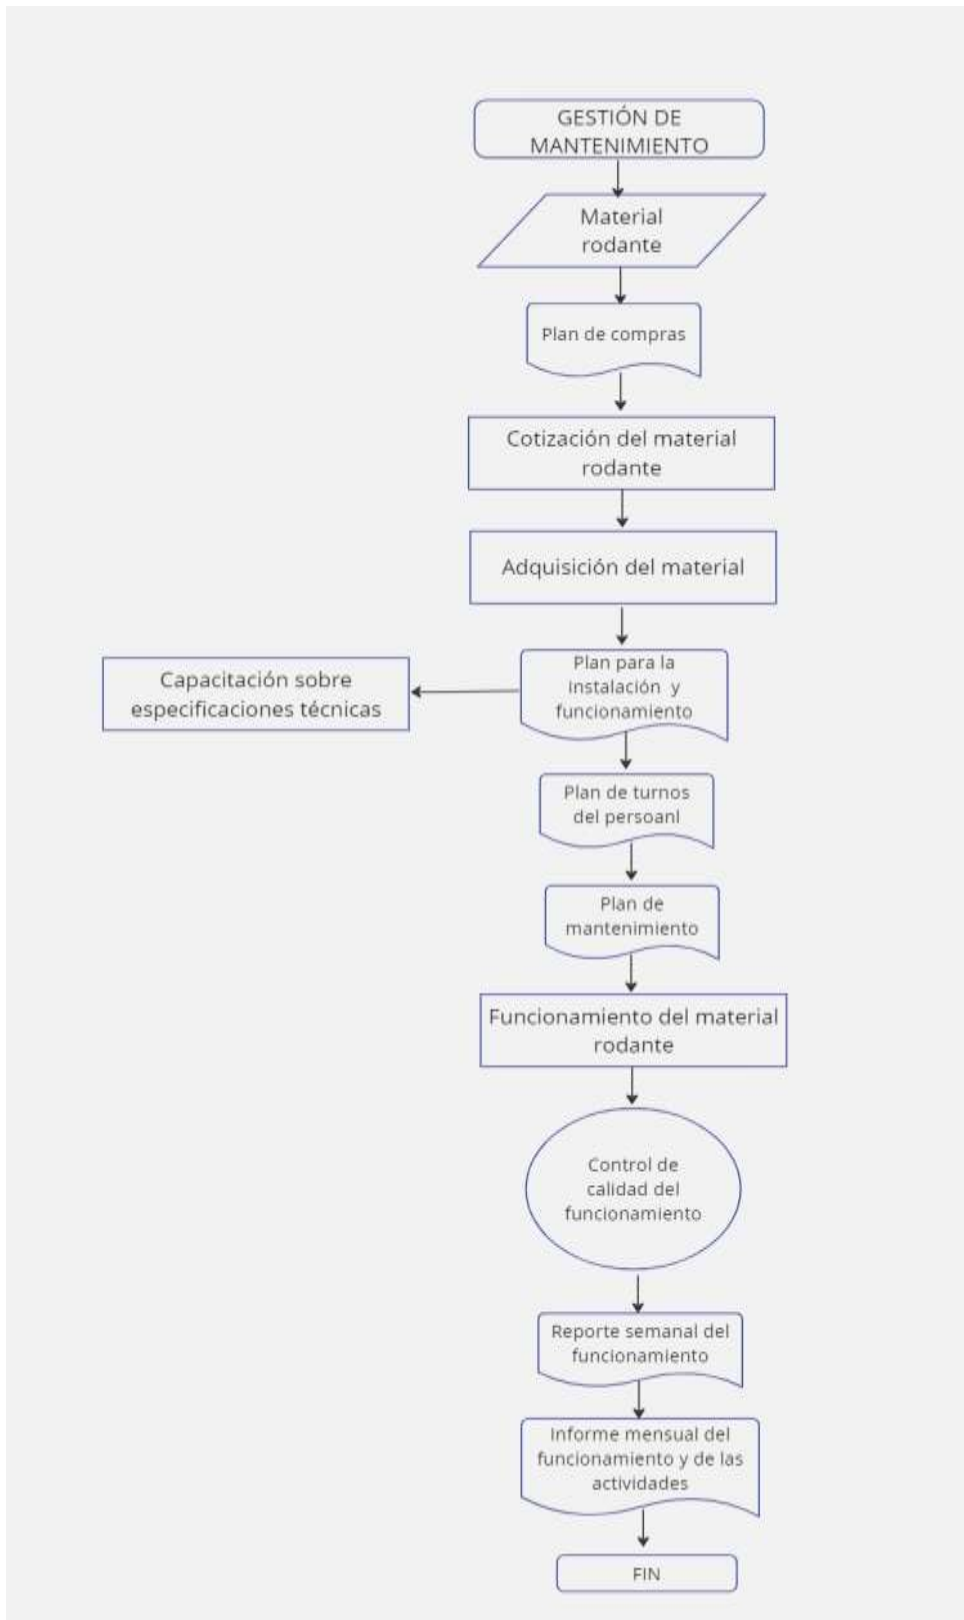 GESTIÓN DE
MANTENIMIENTO
Material
rodante
Plan de compras
Cotización del material
rodante
Adquisición del material
Plan para la
instalación y
funcionamiento
Capacitación sobre
especificaciones técnicas
Plan de turnos
del persoanl
Plan de
mantenimiento
Funcionamiento del material
rodante
Control de
calidad del
funcionamiento
Reporte semanal del
funcionamiento
Informe mensual del
funcionamiento y de las
actividades
FIN